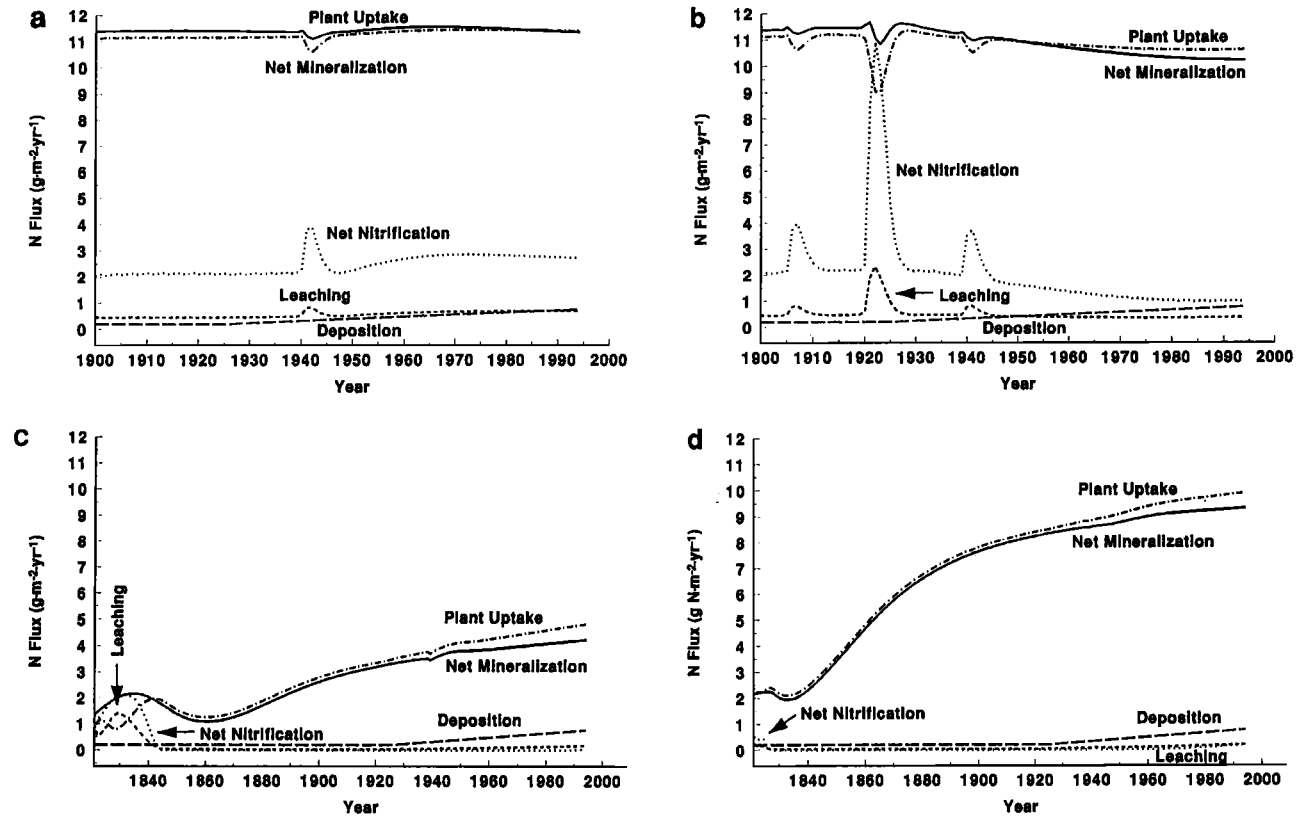 a
12
11
10
9
8
7
6
5
4
3
2
1
0
N Flux (g·m-2·yr-1)
Plant Uptake
Net Mineralization
Net Nitrification
Leaching
Deposition
1900 1910 1920 1930 1940 1950 1960 1970 1980 1990 2000
Year
b
12
11
10
9
8
7
6
5
4
3
2
1
0
N Flux (g·m-2·yr-1)
Plant Uptake
Net Mineralization
Net Nitrification
Leaching
Deposition
1900 1910 1920 1930 1940 1950 1960 1970 1980 1990 2000
Year
c
12
11
10
9
8
7
6
5
4
3
2
1
0
N Flux (g·m-2·yr-1)
Leaching
Plant Uptake
Net Mineralization
Deposition
Net Nitrification
1840 1860 1880 1900 1920 1940 1960 1980 2000
Year
d
12
11
10
9
8
7
6
5
4
3
2
1
0
N Flux (g N·m-2·yr-1)
Plant Uptake
Net Mineralization
Net Nitrification
Deposition
Leaching
1840 1860 1880 1900 1920 1940 1960 1980 2000
Year